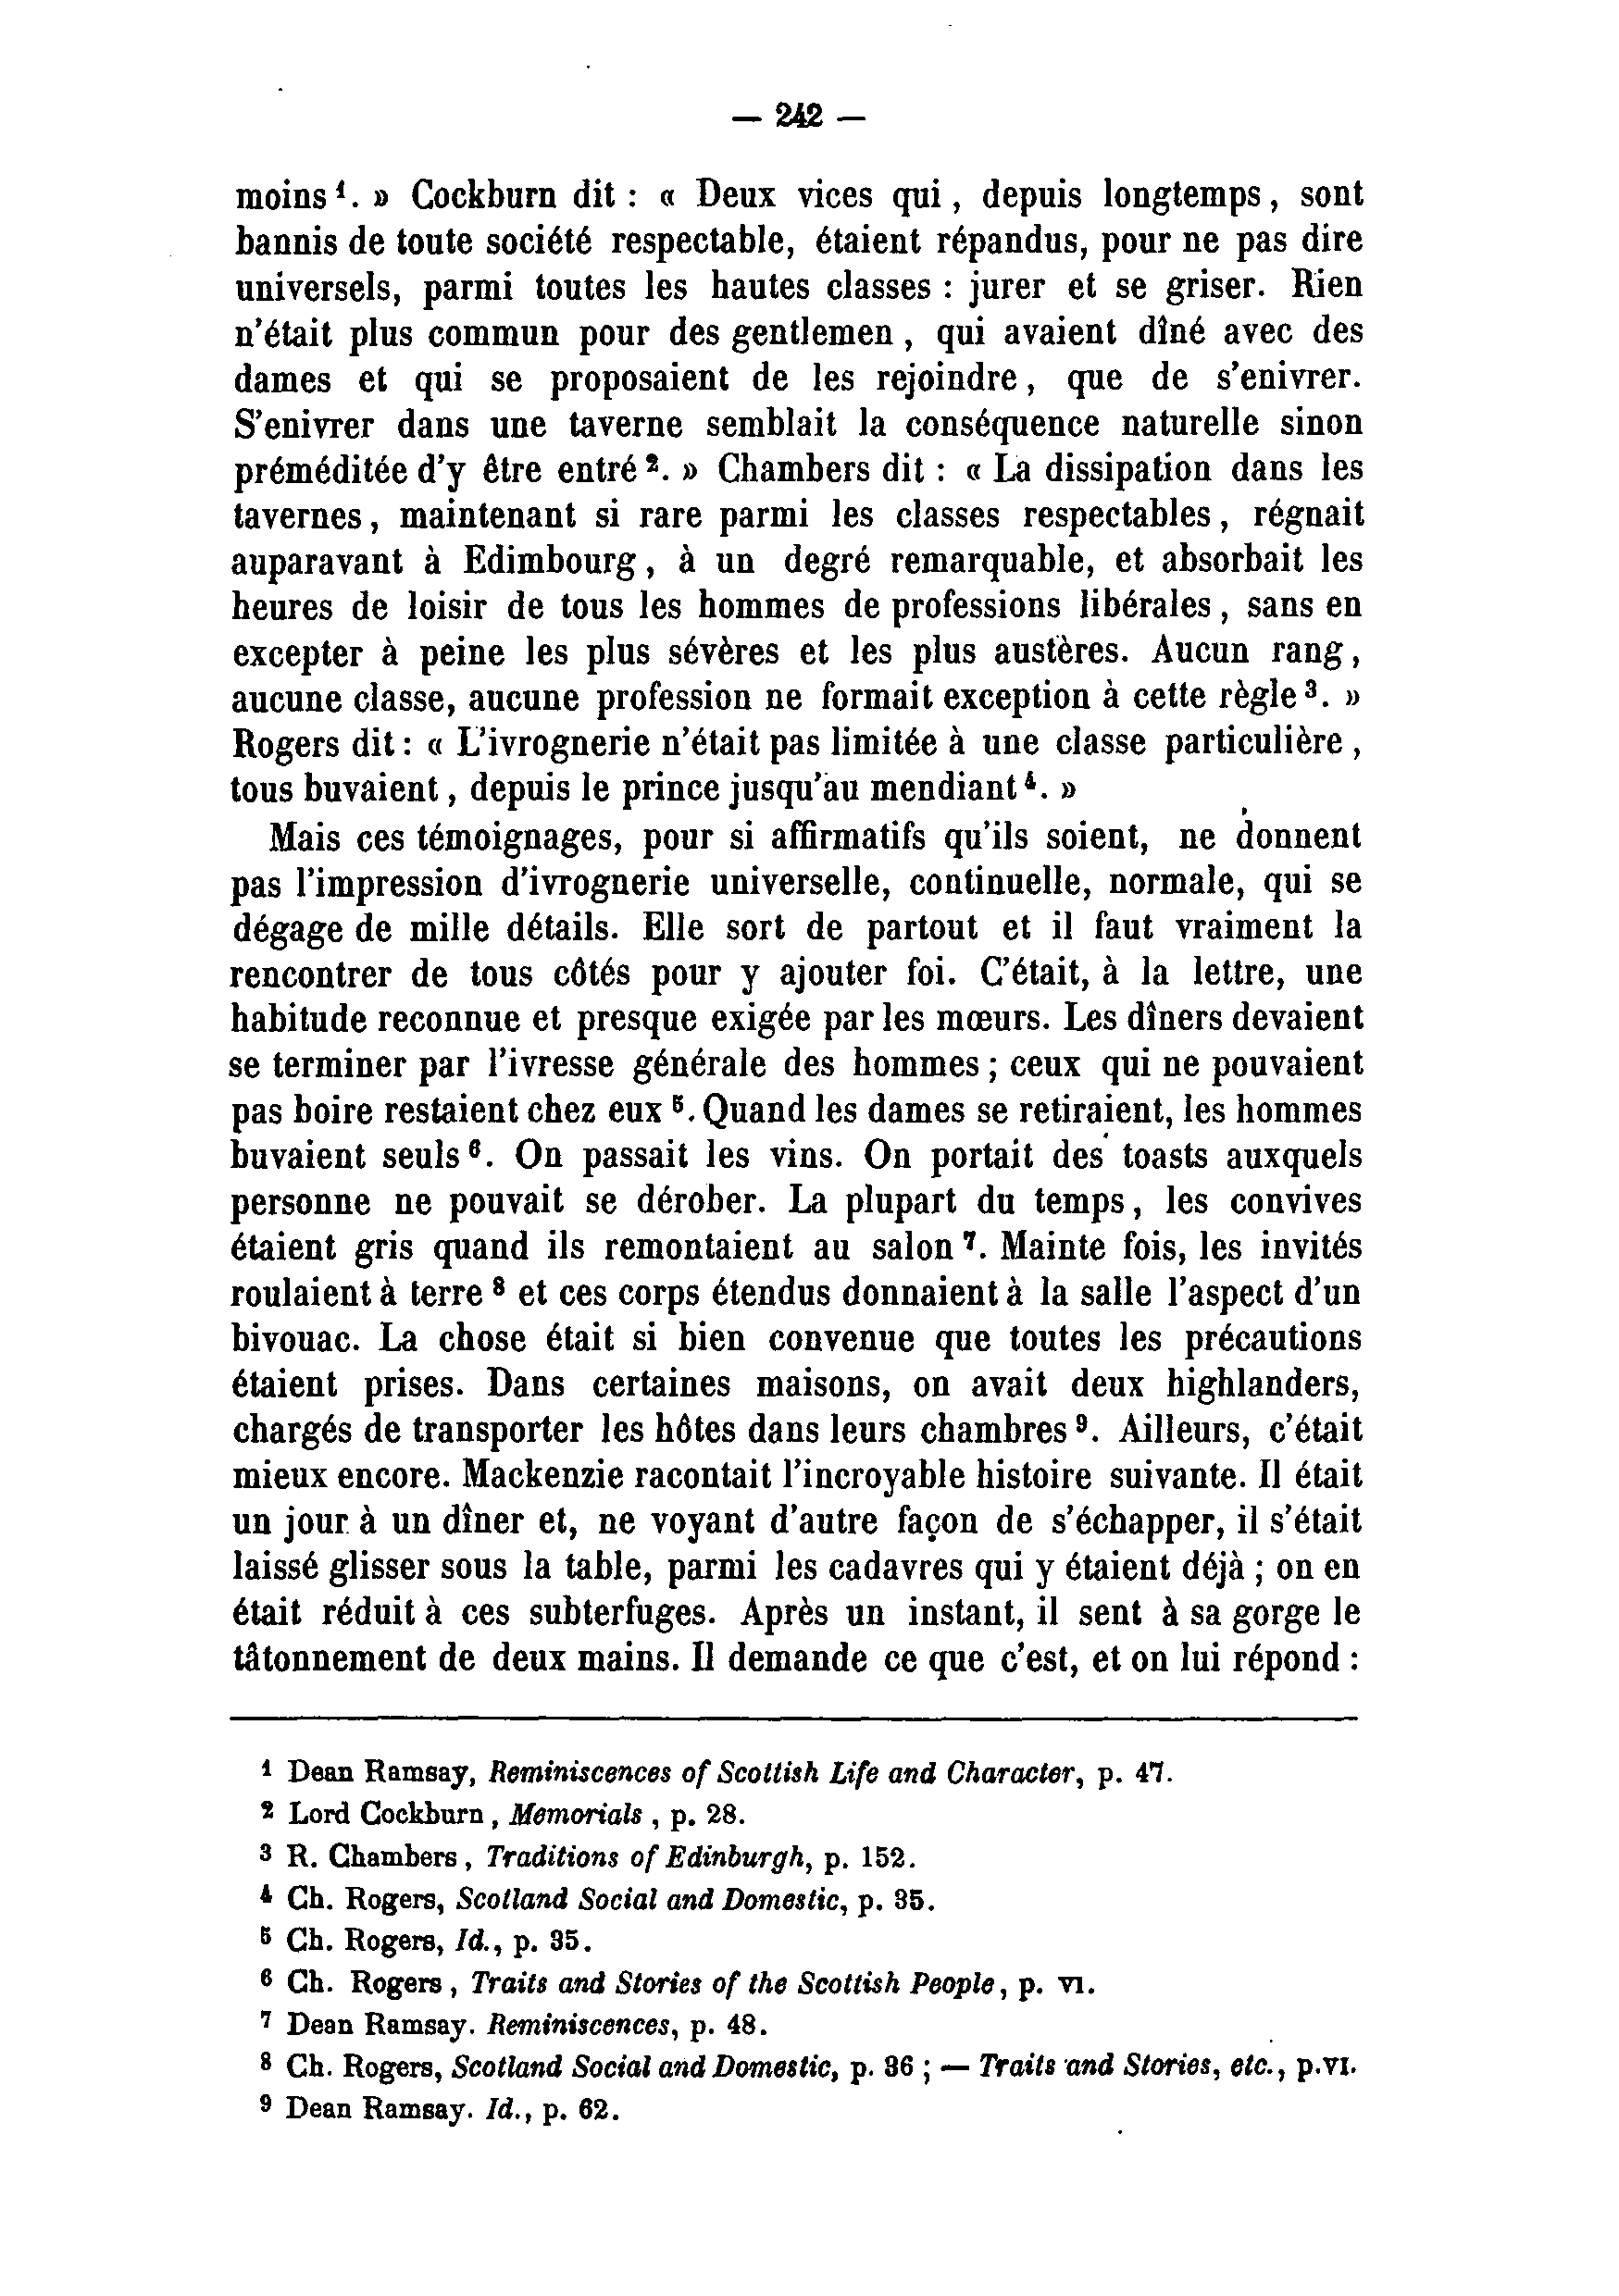 — 242 —
moins¹. » Cockburn dit : « Deux vices qui, depuis longtemps, sont
bannis de toute société respectable, étaient répandus, pour ne pas dire
universels, parmi toutes les hautes classes : jurer et se griser. Rien
n'était plus commun pour des gentlemen, qui avaient dîné avec des
dames et qui se proposaient de les rejoindre, que de s'enivrer.
S'enivrer dans une taverne semblait la conséquence naturelle sinon
préméditée d'y être entré². » Chambers dit : « La dissipation dans les
tavernes, maintenant si rare parmi les classes respectables, régnait
auparavant à Edimbourg, à un degré remarquable, et absorbait les
heures de loisir de tous les hommes de professions libérales, sans en
excepter à peine les plus sévères et les plus austères. Aucun rang,
aucune classe, aucune profession ne formait exception à cette règle³. »
Rogers dit : « L'ivrognerie n'était pas limitée à une classe particulière,
tous buvaient, depuis le prince jusqu'au mendiant⁴. »
Mais ces témoignages, pour si affirmatifs qu'ils soient, ne donnent
pas l'impression d'ivrognerie universelle, continuelle, normale, qui se
dégage de mille détails. Elle sort de partout et il faut vraiment la
rencontrer de tous côtés pour y ajouter foi. C'était, à la lettre, une
habitude reconnue et presque exigée par les mœurs. Les dîners devaient
se terminer par l'ivresse générale des hommes ; ceux qui ne pouvaient
pas boire restaient chez eux⁵. Quand les dames se retiraient, les hommes
buvaient seuls⁶. On passait les vins. On portait des toasts auxquels
personne ne pouvait se dérober. La plupart du temps, les convives
étaient gris quand ils remontaient au salon⁷. Mainte fois, les invités
roulaient à terre⁸ et ces corps étendus donnaient à la salle l'aspect d'un
bivouac. La chose était si bien convenue que toutes les précautions
étaient prises. Dans certaines maisons, on avait deux highlanders,
chargés de transporter les hôtes dans leurs chambres⁹. Ailleurs, c'était
mieux encore. Mackenzie racontait l'incroyable histoire suivante. Il était
un jour à un dîner et, ne voyant d'autre façon de s'échapper, il s'était
laissé glisser sous la table, parmi les cadavres qui y étaient déjà ; on en
était réduit à ces subterfuges. Après un instant, il sent à sa gorge le
tâtonnement de deux mains. Il demande ce que c'est, et on lui répond :
¹ Dean Ramsay, Reminiscences of Scottish Life and Character, p. 47.
² Lord Cockburn, Memorials, p. 28.
³ R. Chambers, Traditions of Edinburgh, p. 152.
⁴ Ch. Rogers, Scotland Social and Domestic, p. 35.
⁵ Ch. Rogers, Id., p. 35.
⁶ Ch. Rogers, Traits and Stories of the Scottish People, p. VI.
⁷ Dean Ramsay. Reminiscences, p. 48.
⁸ Ch. Rogers, Scotland Social and Domestic, p. 36 ; — Traits and Stories, etc., p. VI.
⁹ Dean Ramsay. Id., p. 62.